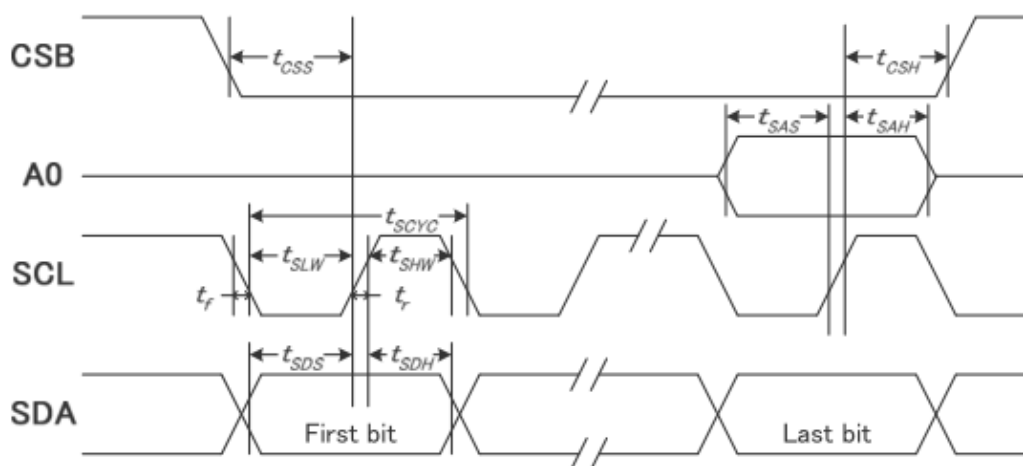 CSB
tCSS
tCSH
tSAS
tSAH
A0
tSCYC
SCL
tSLW
tSHW
tf
tr
tSDS
tSDH
SDA
First bit
Last bit